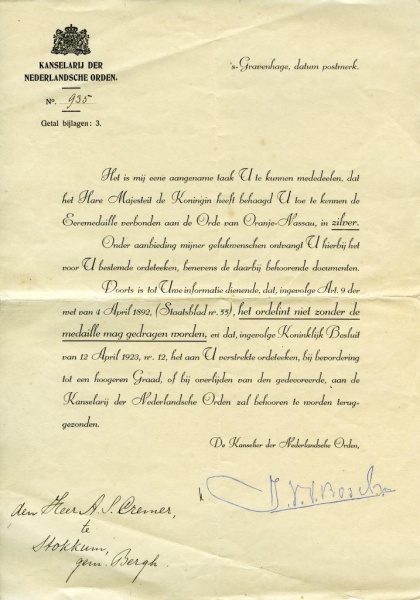 KANSELARIJ DER
NEDERLANDSCHE ORDEN.
No. 935
Getal bijlagen: 3.
's-Gravenhage, datum postmerk.
Het is mij eene aangename taak U te kunnen mededeelen, dat
het Hare Majesteit de Koningin heeft behaagd U toe te kennen de
Eeremedaille verbonden aan de Orde van Oranje-Nassau, in zilver.
Onder aanbieding mijner gelukwenschen ontvangt U hierbij het
voor U bestemde ordeteeken, benevens de daarbij behoorende documenten.
Doorts is tot Uwe informatie dienende, dat, ingevolge Art. 9 der
wet van 4 April 1892, (Staatsblad nr. 55), het ordelint niet zonder de
medaille mag gedragen worden, en dat, ingevolge Koninklijk Besluit
van 12 April 1923, nr. 12, het aan U verstrekte ordeteeken, bij bevordering
tot een hoogeren Graad, of bij overlijden van den gedecoreerde, aan de
Kanselarij der Nederlandsche Orden zal behooren te worden terug-
gezonden.
De Kanselier der Nederlandsche Orden,
den Heer A. S. Cremer,
te
Stokkum,
gem. Bergh.